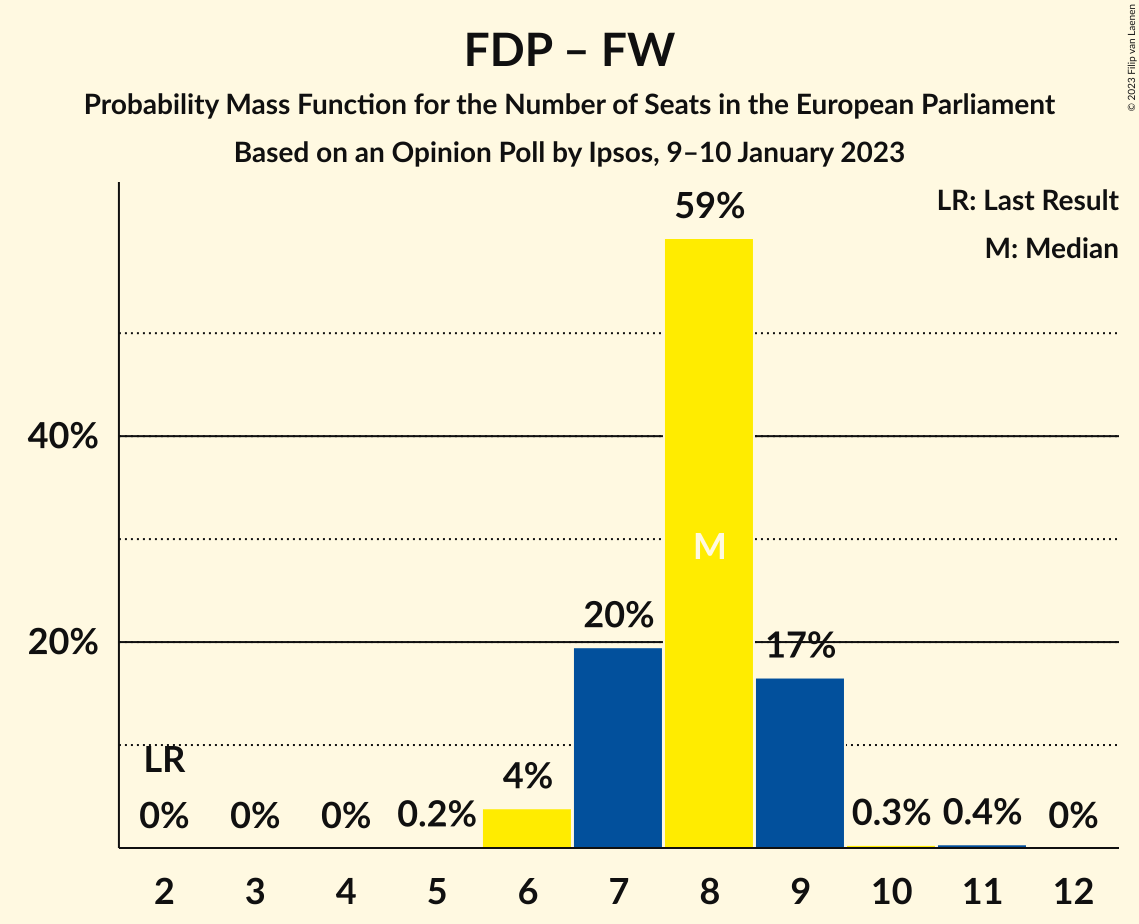 FDP – FW
Probability Mass Function for the Number of Seats in the European Parliament
Based on an Opinion Poll by Ipsos, 9–10 January 2023
© 2023 Filip van Laenen
LR: Last Result
M: Median
59%
40%
M
20%
20%
17%
LR
4%
0% 0% 0% 0.2% 0.3% 0.4% 0%
2 3 4 5 6 7 8 9 10 11 12